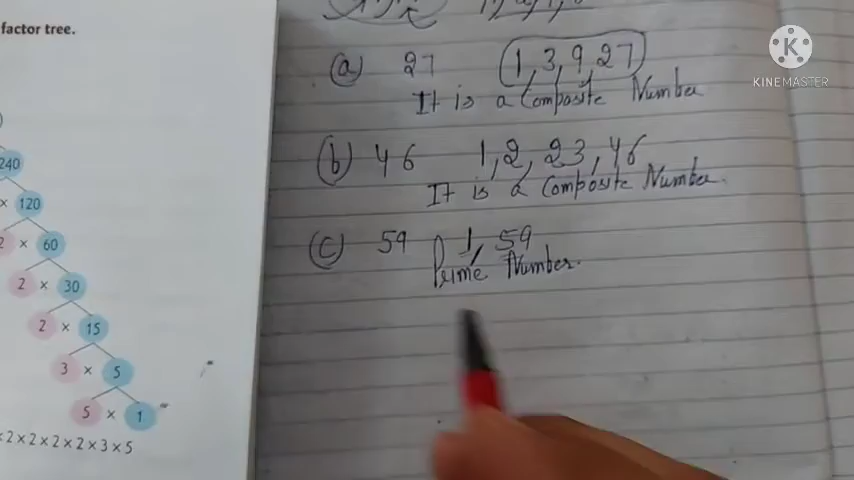 factor tree.
240
× 120
2 × 60
2 × 30
2 × 15
3 × 5
5 × 1
×2×2×2×2×3×5
(a) 27 1, 3, 9, 27
It is a Composite Number
(b) 46 1, 2, 23, 46
It is a Composite Number.
(c) 59 1, 59
Prime Number.
K
KINEMASTER